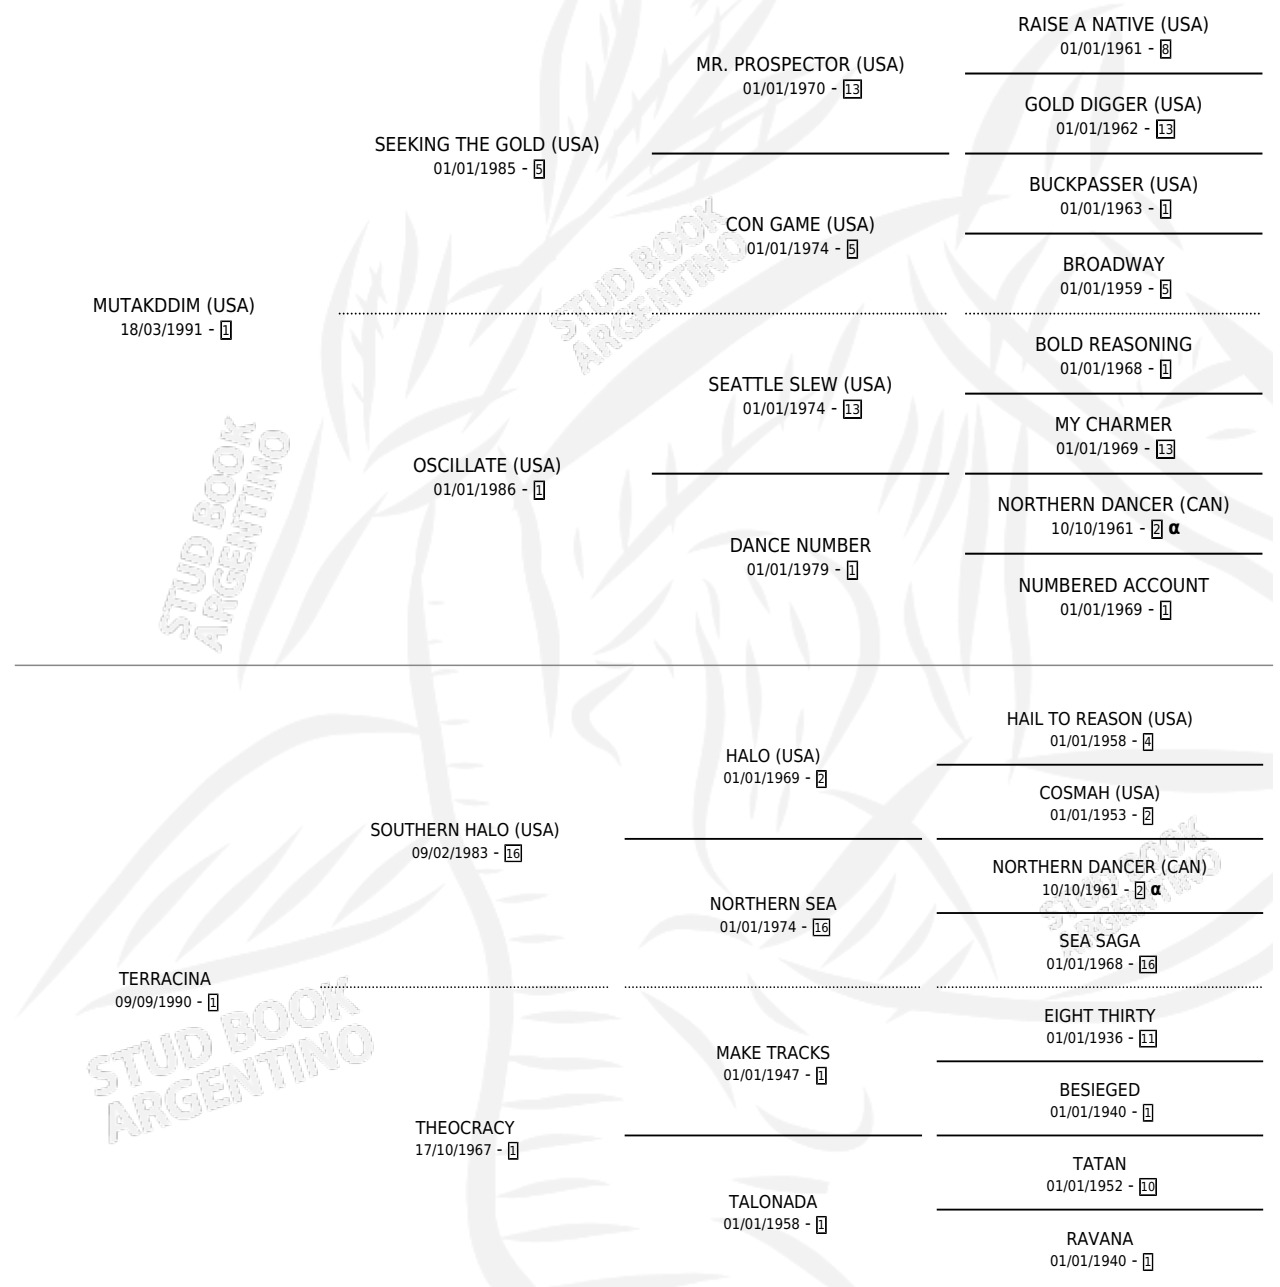 RAISE A NATIVE (USA)
01/01/1961 - 8
MR. PROSPECTOR (USA)
01/01/1970 - 13
GOLD DIGGER (USA)
01/01/1962 - 13
SEEKING THE GOLD (USA)
01/01/1985 - 5
BUCKPASSER (USA)
01/01/1963 - 1
CON GAME (USA)
01/01/1974 - 5
BROADWAY
01/01/1959 - 5
STUD BOOK
ARGENTINO
MUTAKDDIM (USA)
18/03/1991 - 1
BOLD REASONING
01/01/1968 - 1
SEATTLE SLEW (USA)
01/01/1974 - 13
MY CHARMER
01/01/1969 - 13
OSCILLATE (USA)
01/01/1986 - 1
STUD BOOK
ARGENTINO
NORTHERN DANCER (CAN)
10/10/1961 - 2 α
DANCE NUMBER
01/01/1979 - 1
NUMBERED ACCOUNT
01/01/1969 - 1
HAIL TO REASON (USA)
01/01/1958 - 4
HALO (USA)
01/01/1969 - 2
COSMAH (USA)
01/01/1953 - 2
SOUTHERN HALO (USA)
09/02/1983 - 16
NORTHERN DANCER (CAN)
10/10/1961 - 2 α
STUD BOOK
ARGENTINO
NORTHERN SEA
01/01/1974 - 16
SEA SAGA
01/01/1968 - 16
TERRACINA
09/09/1990 - 1
STUD BOOK
ARGENTINO
EIGHT THIRTY
01/01/1936 - 11
MAKE TRACKS
01/01/1947 - 1
BESIEGED
01/01/1940 - 1
THEOCRACY
17/10/1967 - 1
TATAN
01/01/1952 - 10
TALONADA
01/01/1958 - 1
RAVANA
01/01/1940 - 1